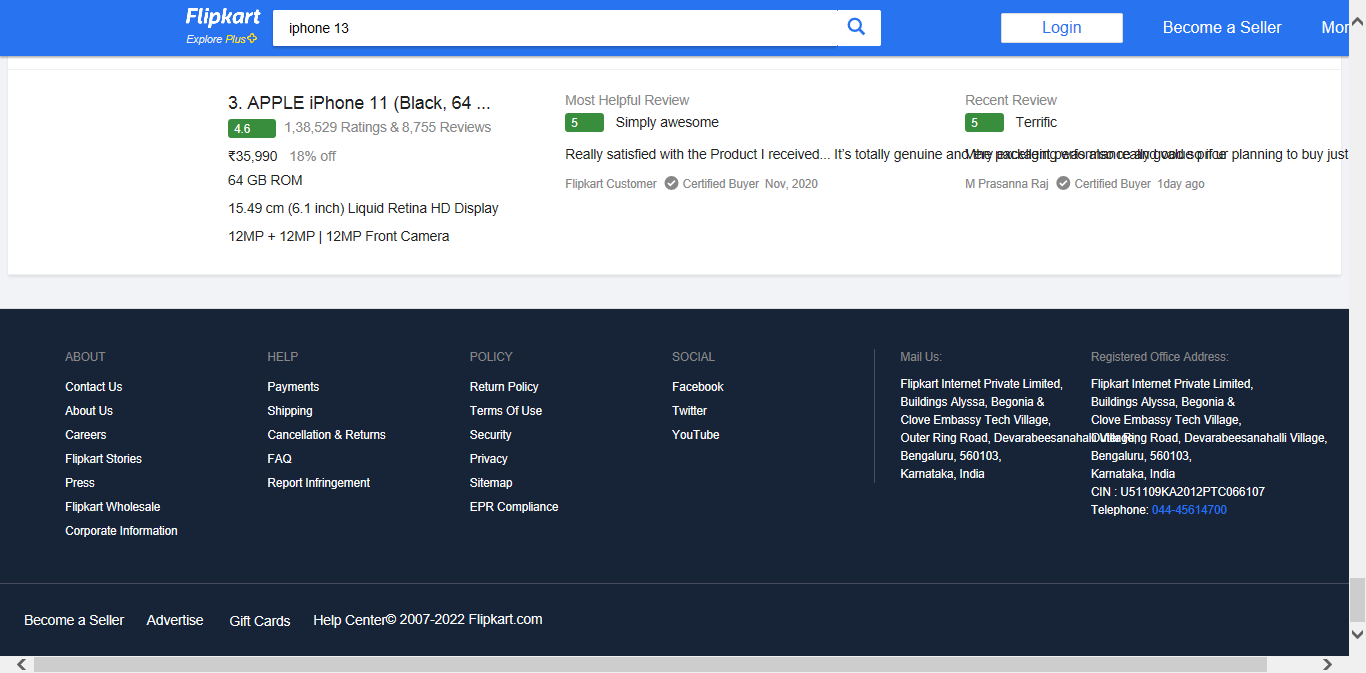 Flipkart
Explore Plus
iphone 13
Login
Become a Seller
Mor
3. APPLE iPhone 11 (Black, 64 ...
4.6 1,38,529 Ratings & 8,755 Reviews
₹35,990 18% off
64 GB ROM
15.49 cm (6.1 inch) Liquid Retina HD Display
12MP + 12MP | 12MP Front Camera
Most Helpful Review
5 Simply awesome
Really satisfied with the Product I received... It's totally genuine and the packaging was also really good so if ur planning to buy just
Flipkart Customer Certified Buyer Nov, 2020
Recent Review
5 Terrific
Very excellent performance and value price
M Prasanna Raj Certified Buyer 1day ago
ABOUT
Contact Us
About Us
Careers
Flipkart Stories
Press
Flipkart Wholesale
Corporate Information
HELP
Payments
Shipping
Cancellation & Returns
FAQ
Report Infringement
POLICY
Return Policy
Terms Of Use
Security
Privacy
Sitemap
EPR Compliance
SOCIAL
Facebook
Twitter
YouTube
Mail Us:
Flipkart Internet Private Limited,
Buildings Alyssa, Begonia &
Clove Embassy Tech Village,
Outer Ring Road, Devarabeesanahalli Village,
Bengaluru, 560103,
Karnataka, India
Registered Office Address:
Flipkart Internet Private Limited,
Buildings Alyssa, Begonia &
Clove Embassy Tech Village,
Outer Ring Road, Devarabeesanahalli Village,
Bengaluru, 560103,
Karnataka, India
CIN : U51109KA2012PTC066107
Telephone: 044-45614700
Become a Seller
Advertise
Gift Cards
Help Center
© 2007-2022 Flipkart.com